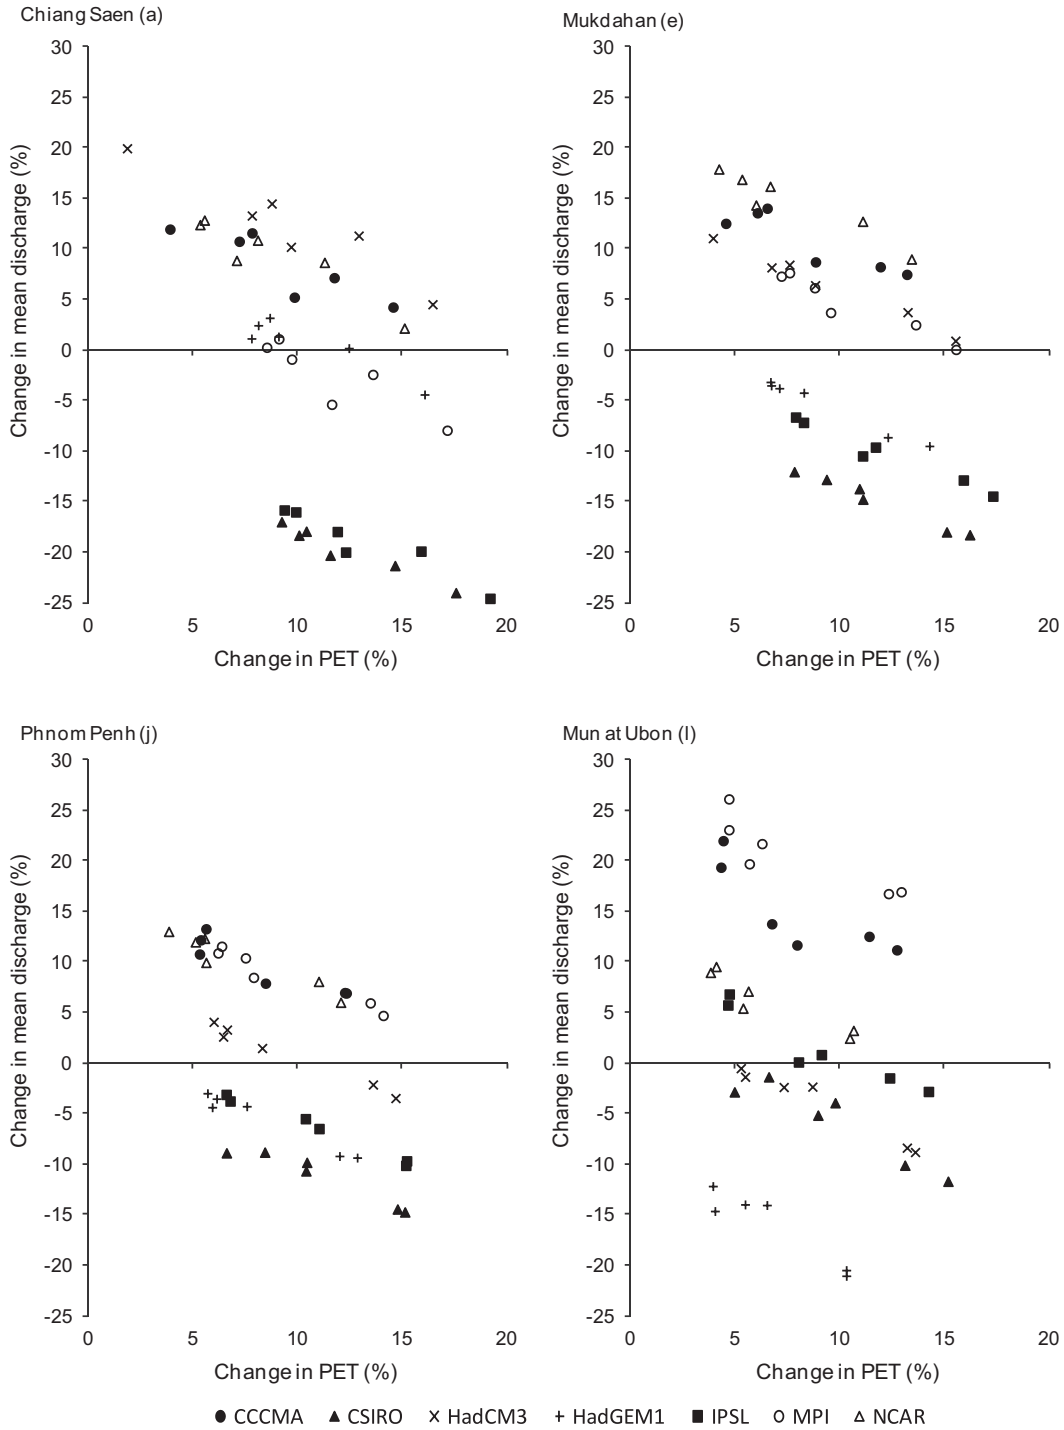 Chiang Saen (a)
30
25
20
15
10
5
0
-5
-10
-15
-20
-25
Change in mean discharge (%)
0 5 10 15 20
Change in PET (%)
Mukdahan (e)
30
25
20
15
10
5
0
-5
-10
-15
-20
-25
Change in mean discharge (%)
0 5 10 15 20
Change in PET (%)
Phnom Penh (j)
30
25
20
15
10
5
0
-5
-10
-15
-20
-25
Change in mean discharge (%)
0 5 10 15 20
Change in PET (%)
Mun at Ubon (l)
30
25
20
15
10
5
0
-5
-10
-15
-20
-25
Change in mean discharge (%)
0 5 10 15 20
Change in PET (%)
CCCMA CSIRO HadCM3 HadGEM1 IPSL MPI NCAR